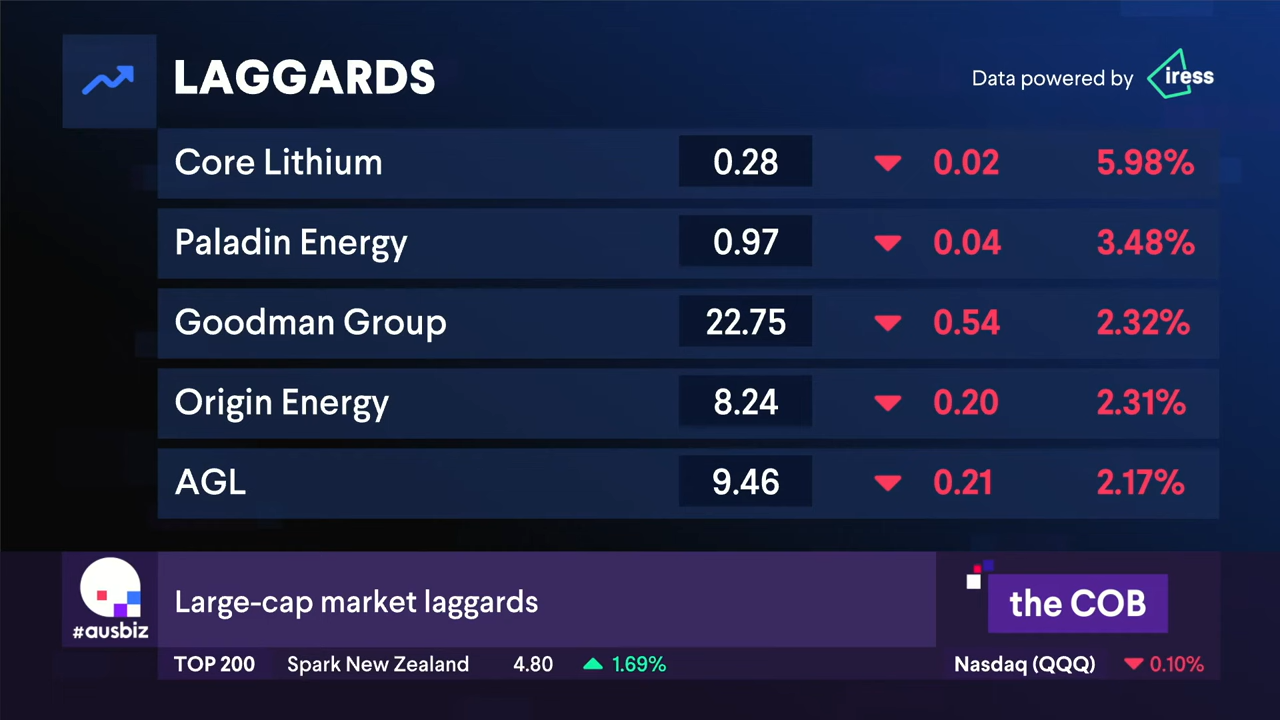 LAGGARDS
Data powered by iress
Core Lithium 0.28 ▼ 0.02 5.98%
Paladin Energy 0.97 ▼ 0.04 3.48%
Goodman Group 22.75 ▼ 0.54 2.32%
Origin Energy 8.24 ▼ 0.20 2.31%
AGL 9.46 ▼ 0.21 2.17%
#ausbiz
Large-cap market laggards
the COB
TOP 200 Spark New Zealand 4.80 ▲ 1.69% Nasdaq (QQQ) ▼ 0.10%